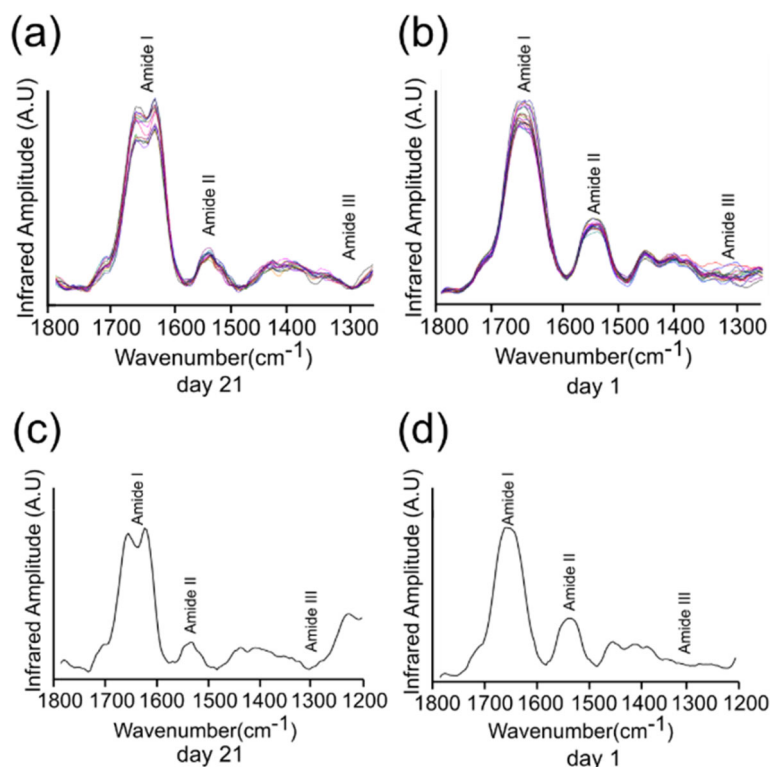 (a)
Infrared Amplitude (A.U)
Amide I
Amide II
Amide III
1800 1700 1600 1500 1400 1300
Wavenumber(cm⁻¹)
day 21
(b)
Infrared Amplitude (A.U)
Amide I
Amide II
Amide III
1800 1700 1600 1500 1400 1300
Wavenumber(cm⁻¹)
day 1
(c)
Infrared Amplitude (A.U)
Amide I
Amide II
Amide III
1800 1700 1600 1500 1400 1300 1200
Wavenumber(cm⁻¹)
day 21
(d)
Infrared Amplitude (A.U)
Amide I
Amide II
Amide III
1800 1700 1600 1500 1400 1300 1200
Wavenumber(cm⁻¹)
day 1